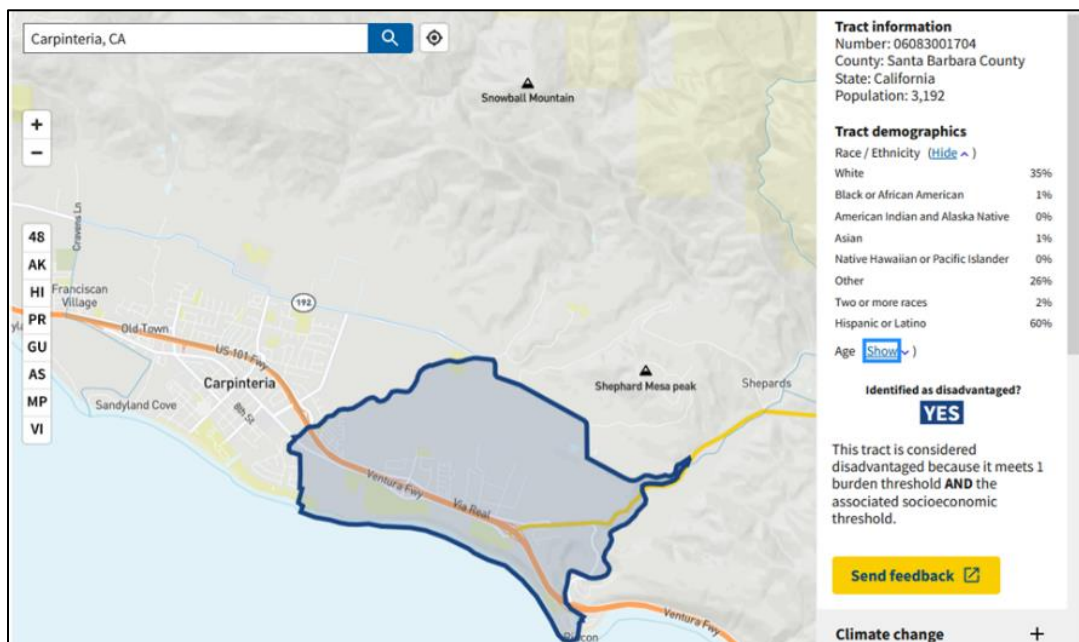 Carpinteria, CA
Snowball Mountain
+
−
48
AK
HI
PR
GU
AS
MP
VI
Cravens Ln
Franciscan
Village
192
Old Town
US 101 Fwy
Carpinteria
8th St
Sandyland Cove
Shephard Mesa peak
Shepards
Ventura Fwy
Via Real
Ventura Fwy
Tract information
Number: 06083001704
County: Santa Barbara County
State: California
Population: 3,192
Tract demographics
Race / Ethnicity (Hide ^ )
White 35%
Black or African American 1%
American Indian and Alaska Native 0%
Asian 1%
Native Hawaiian or Pacific Islander 0%
Other 26%
Two or more races 2%
Hispanic or Latino 60%
Age Show )
Identified as disadvantaged?
YES
This tract is considered
disadvantaged because it meets 1
burden threshold AND the
associated socioeconomic
threshold.
Send feedback
Climate change +